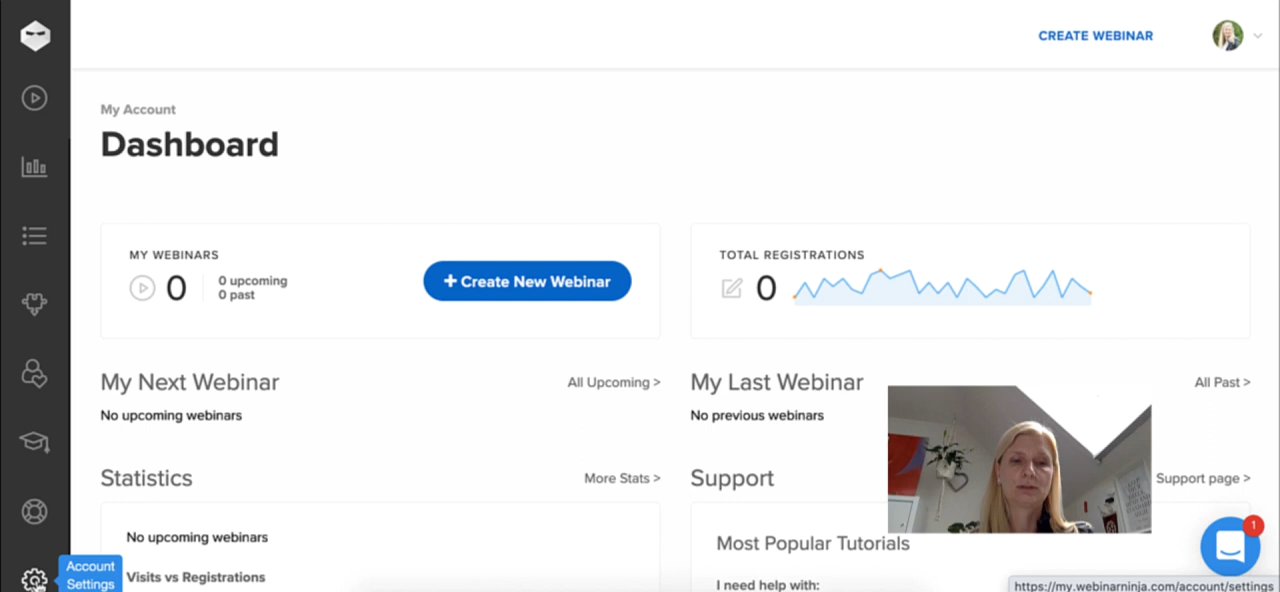 CREATE WEBINAR
My Account
Dashboard
MY WEBINARS
0
0 upcoming
0 past
+ Create New Webinar
TOTAL REGISTRATIONS
0
My Next Webinar
All Upcoming >
No upcoming webinars
My Last Webinar
All Past >
No previous webinars
Statistics
More Stats >
Support
Support page >
No upcoming webinars
Visits vs Registrations
Most Popular Tutorials
I need help with:
1
Account
Settings
https://my.webinarninja.com/account/settings